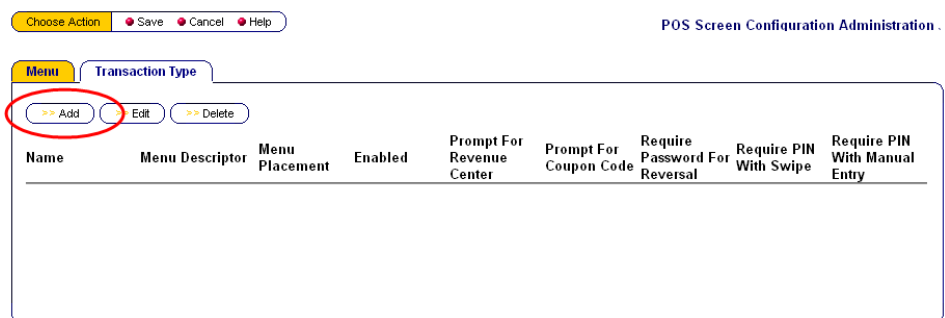 Choose Action Save Cancel Help
POS Screen Configuration Administration .
Menu Transaction Type
>> Add >> Edit >> Delete
Name Menu Descriptor Menu Placement Enabled Prompt For Revenue Center Prompt For Coupon Code Require Password For Reversal Require PIN With Swipe Require PIN With Manual Entry